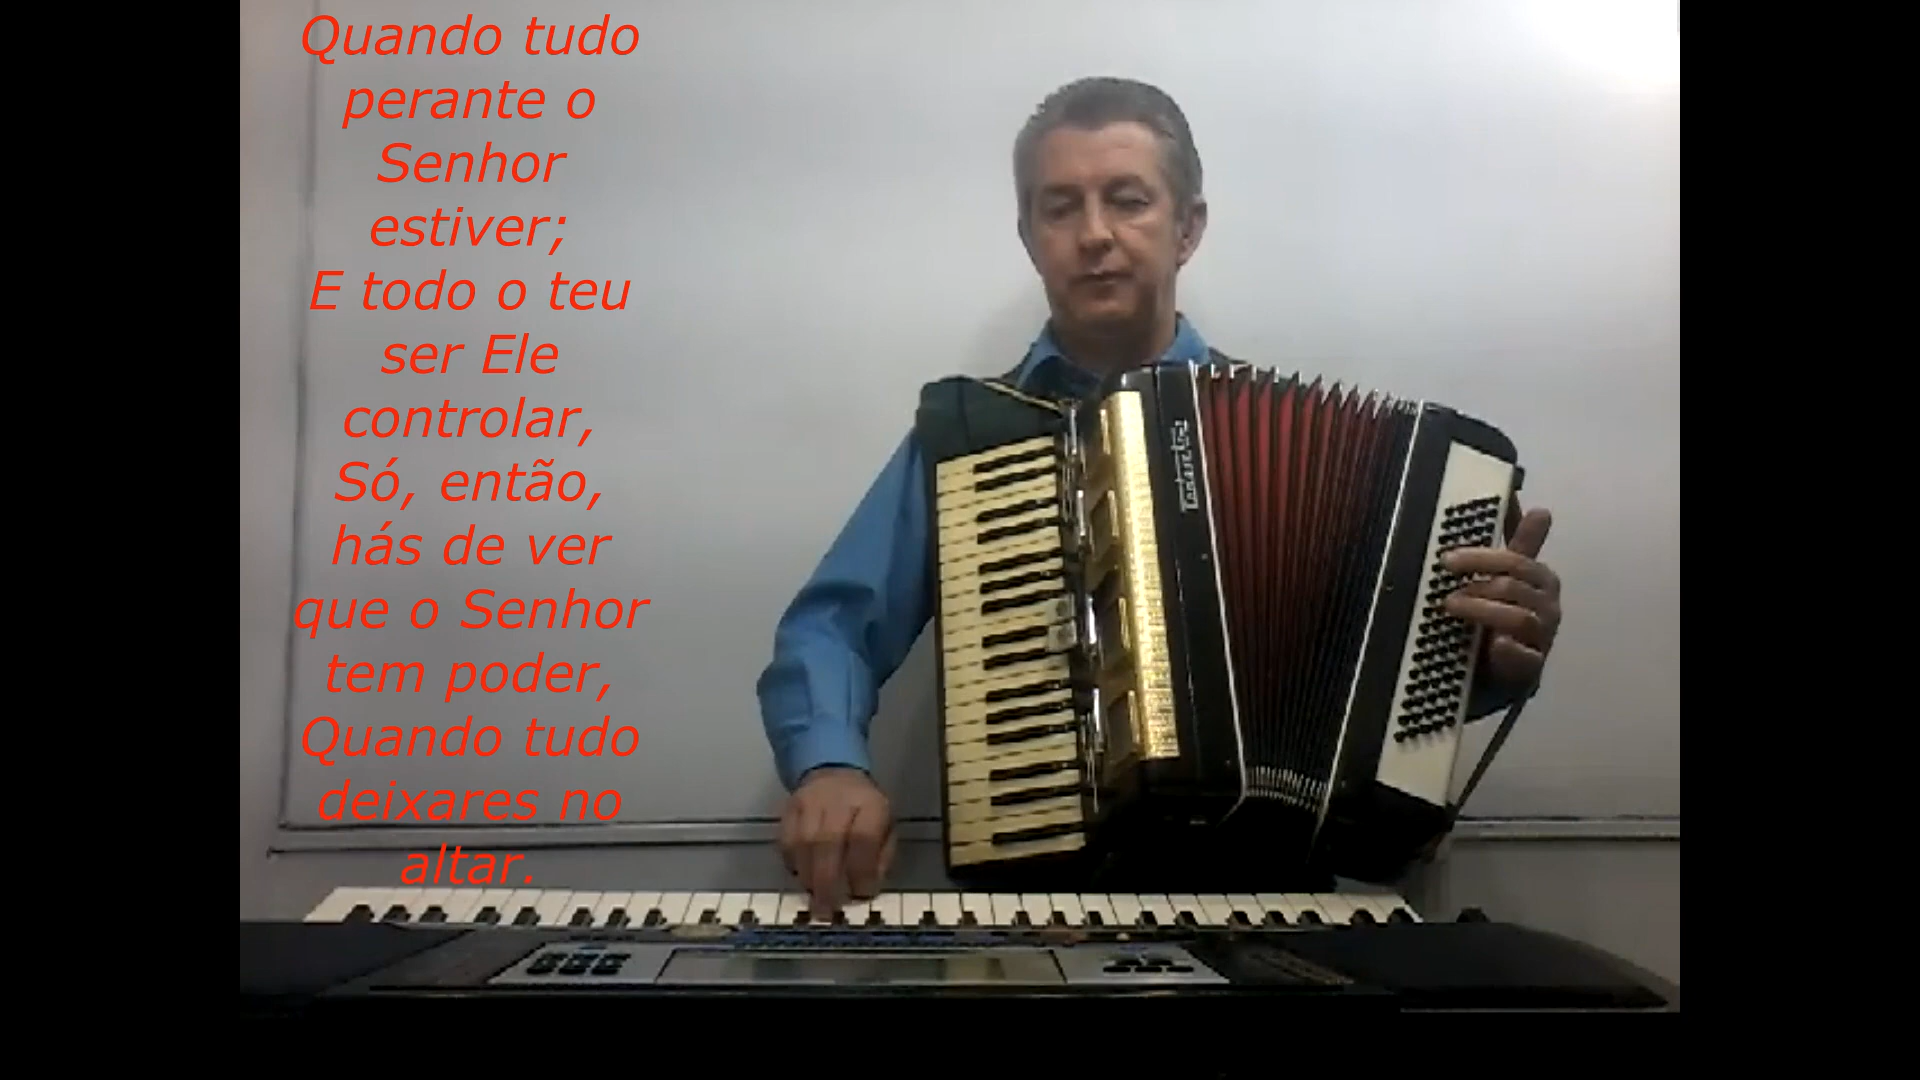 Quando tudo
perante o
Senhor
estiver;
E todo o teu
ser Ele
controlar,
Só, então,
hás de ver
que o Senhor
tem poder,
Quando tudo
deixares no
altar.